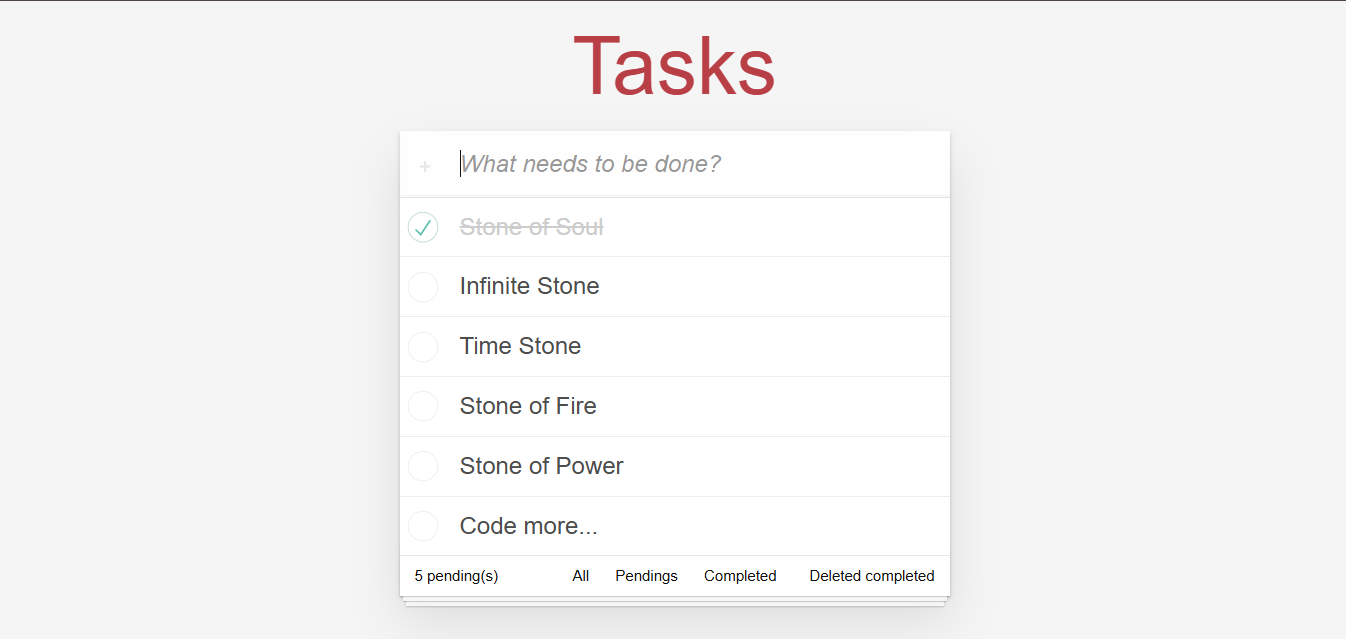 Tasks
+ What needs to be done?
Stone of Soul
Infinite Stone
Time Stone
Stone of Fire
Stone of Power
Code more...
5 pending(s) All Pendings Completed Deleted completed